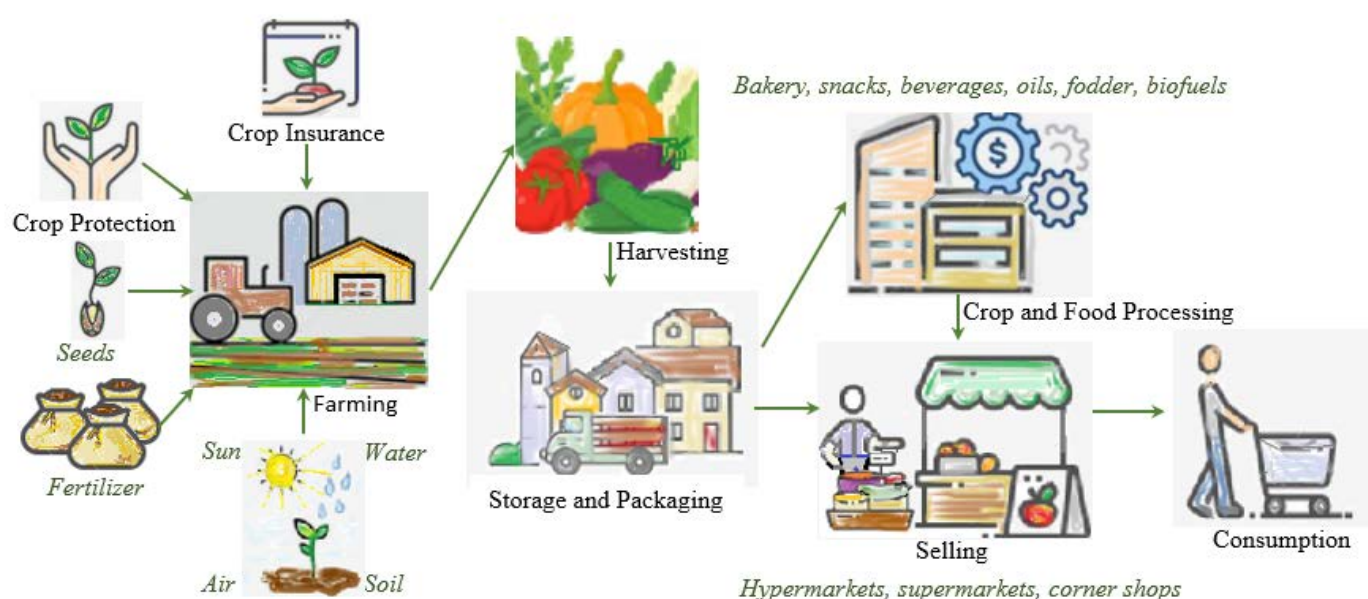 Crop Insurance
Crop Protection
Seeds
Fertilizer
Sun
Water
Air
Soil
Farming
Harvesting
Storage and Packaging
Bakery, snacks, beverages, oils, fodder, biofuels
$
Crop and Food Processing
Selling
Hypermarkets, supermarkets, corner shops
Consumption